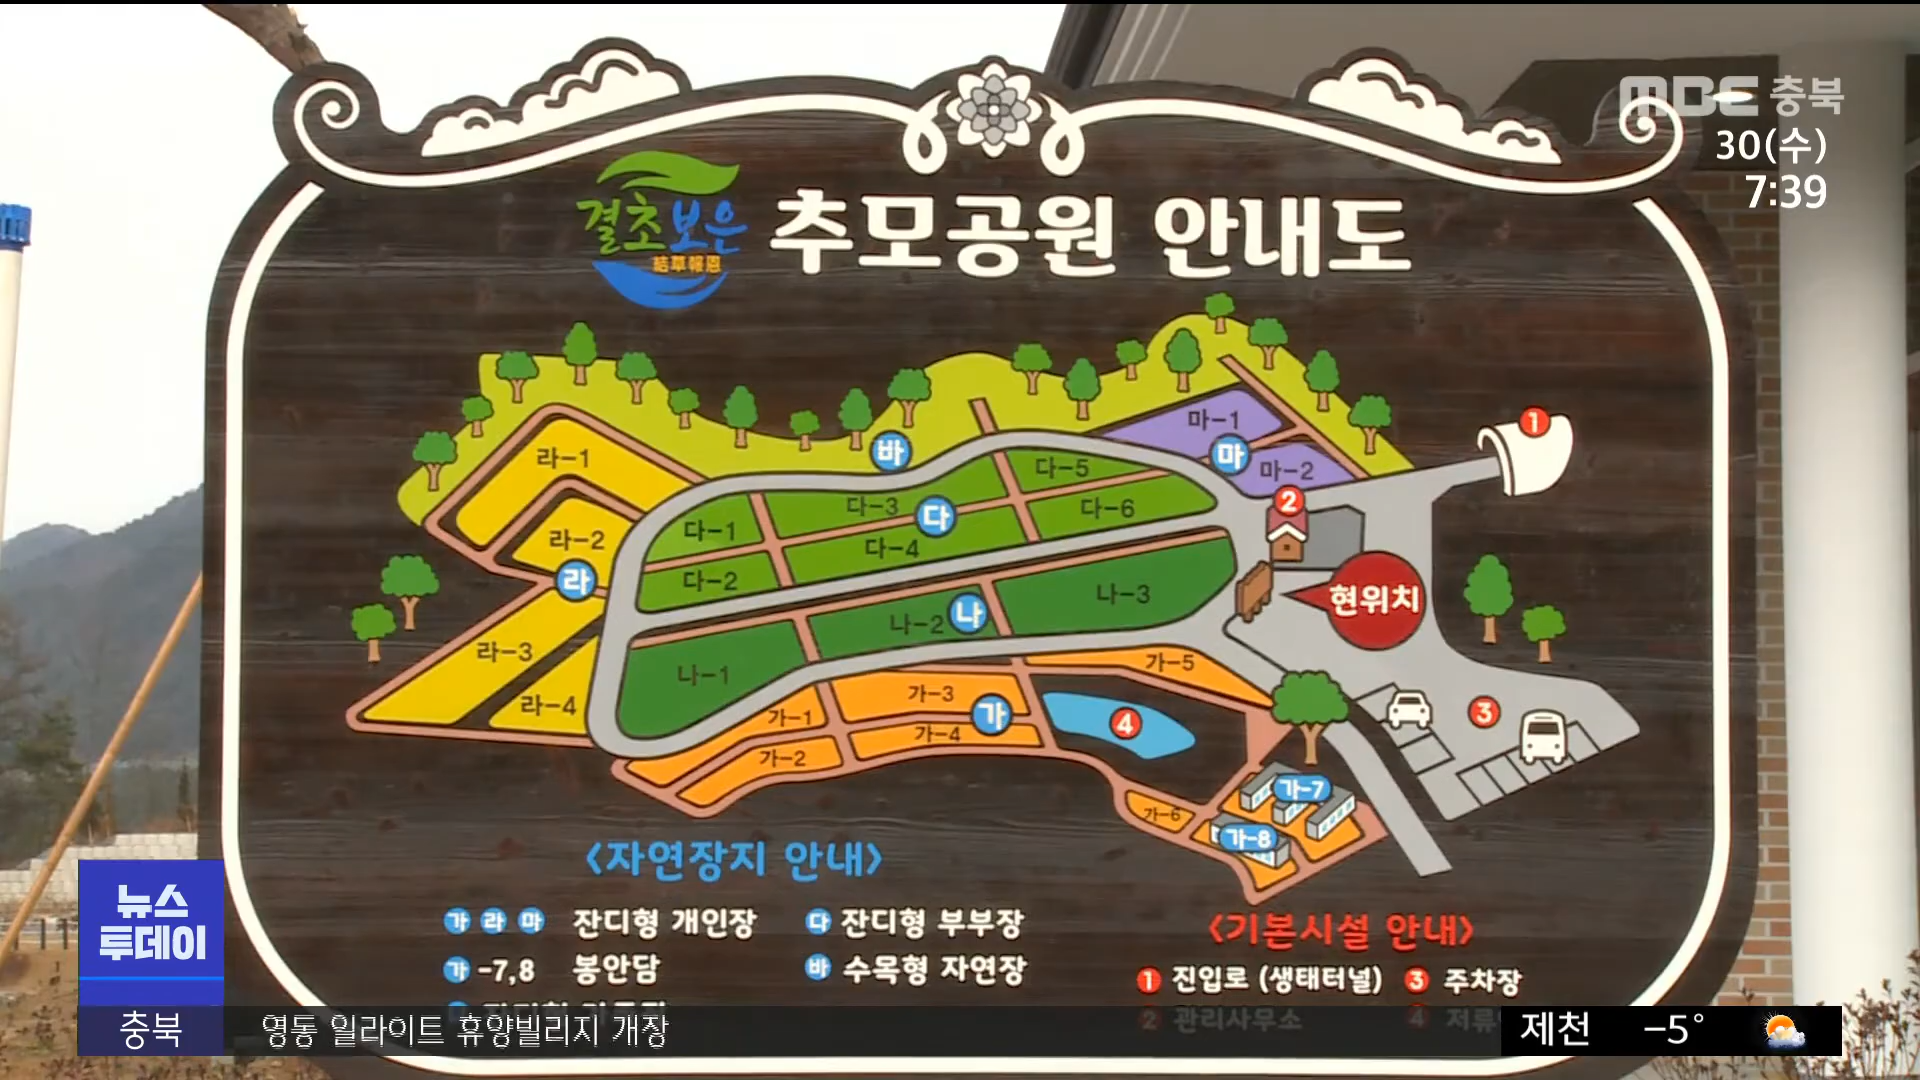 MBC 충북
30(수)
7:39
결초보은
結草報恩
추모공원 안내도
마-1
라-1
바
마
다-5
마-2
1
다-3
다
다-6
2
다-1
라-2
다-4
라
다-2
나-3
현위치
나-2
나
라-3
나-1
가-5
라-4
가-3
가-1
가
4
3
가-4
가-2
가-7
가-6
가-8
<자연장지 안내>
가 라 마 잔디형 개인장
다 잔디형 부부장
가 -7,8 봉안담
바 수목형 자연장
<기본시설 안내>
1 진입로 (생태터널)
3 주차장
2 관리사무소
뉴스
투데이
충북
영동 일라이트 휴양빌리지 개장
제천 -5°